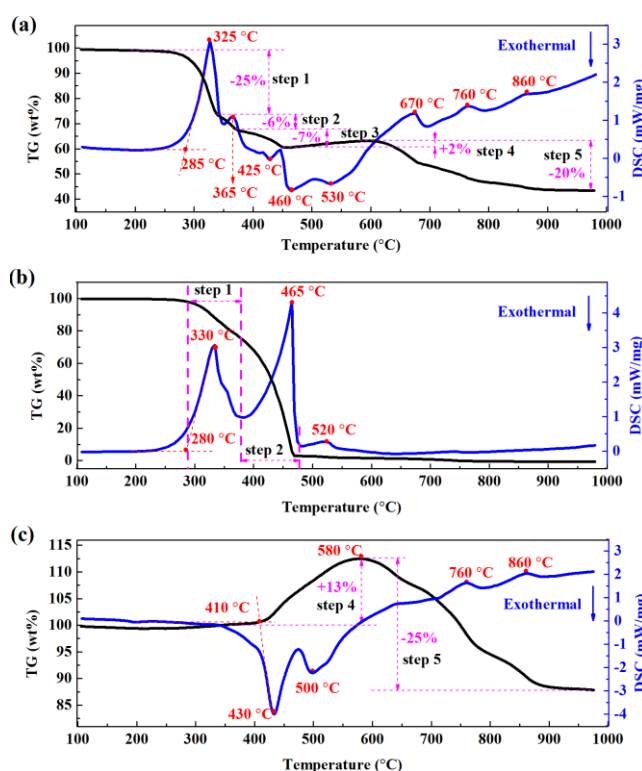 (a)
TG (wt%)
100
90
80
70
60
50
40
325 °C
-25%
step 1
-6%
step 2
-7%
step 3
+2%
step 4
step 5
-20%
285 °C
365 °C
425 °C
460 °C
530 °C
670 °C
760 °C
860 °C
Exothermal
3
2
1
0
-1
DSC (mW/mg)
100 200 300 400 500 600 700 800 900 1000
Temperature (°C)
(b)
TG (wt%)
100
80
60
40
20
0
step 1
330 °C
280 °C
465 °C
step 2
520 °C
Exothermal
4
3
2
1
0
DSC (mW/mg)
100 200 300 400 500 600 700 800 900 1000
Temperature (°C)
(c)
TG (wt%)
115
110
105
100
95
90
85
580 °C
+13%
step 4
-25%
step 5
410 °C
430 °C
500 °C
760 °C
860 °C
Exothermal
3
2
1
0
-1
-2
-3
-4
DSC (mW/mg)
100 200 300 400 500 600 700 800 900 1000
Temperature (°C)